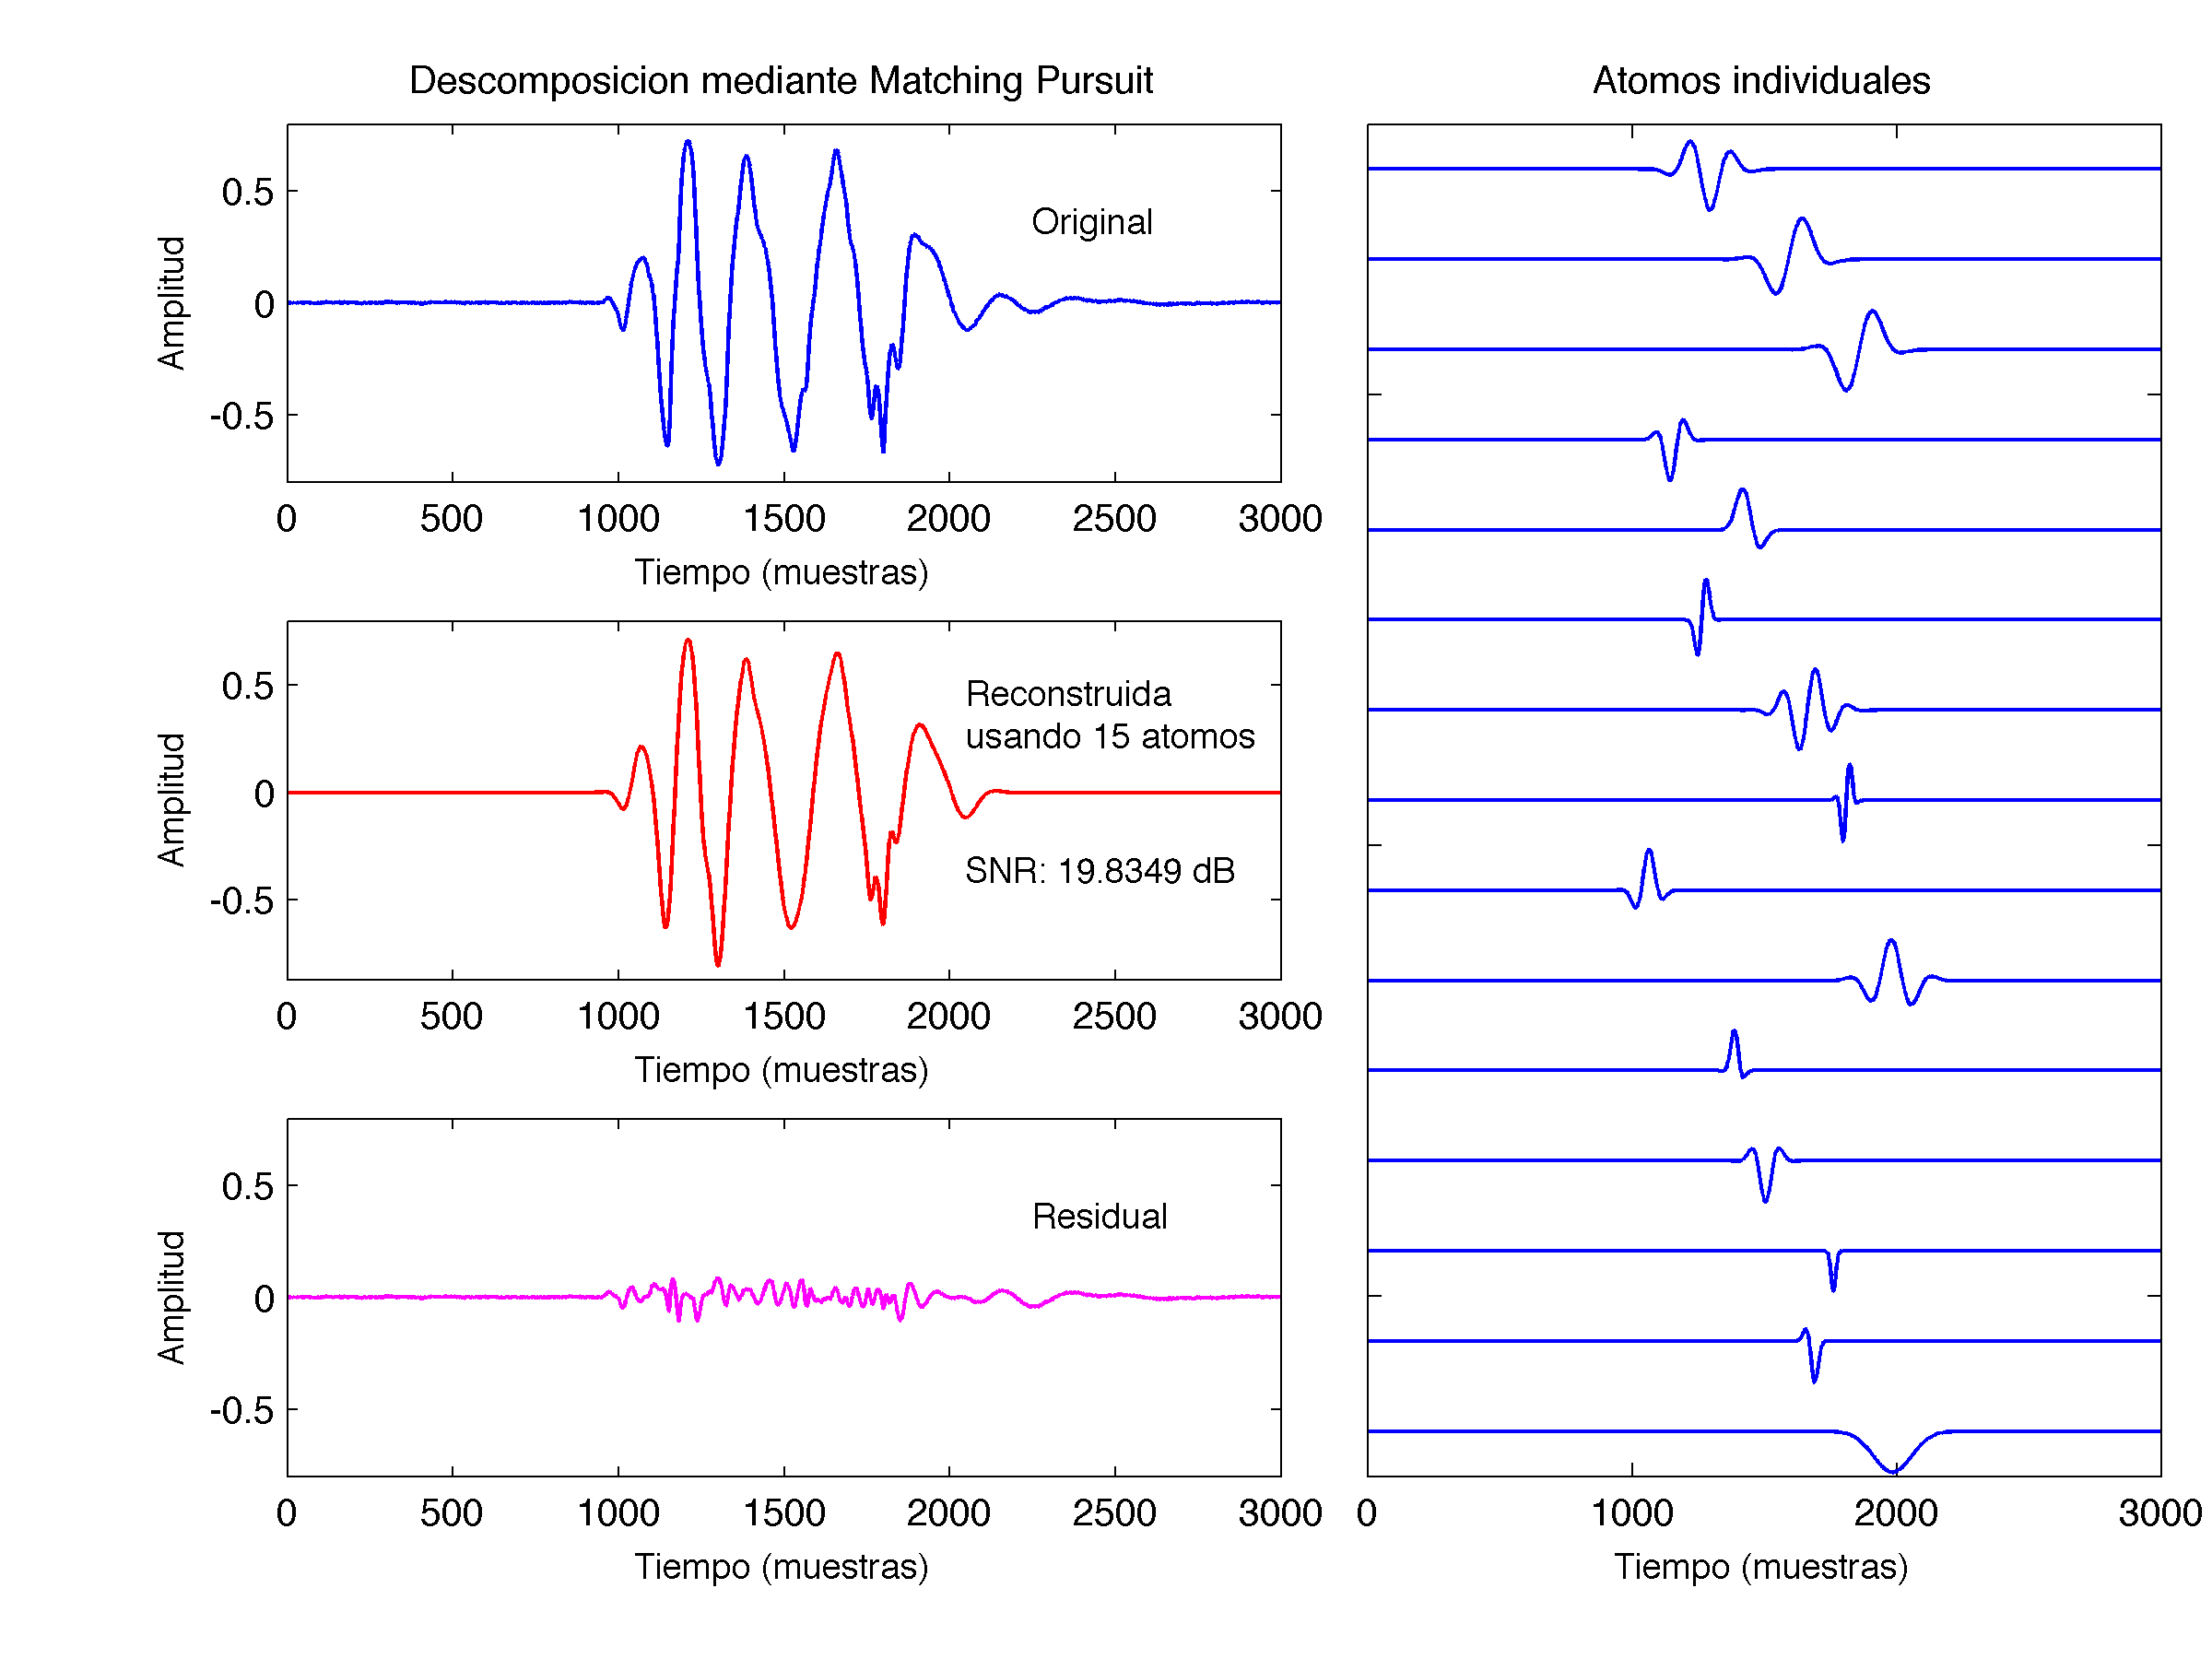 Descomposicion mediante Matching Pursuit
Amplitud
0.5
0
-0.5
Original
0 500 1000 1500 2000 2500 3000
Tiempo (muestras)
Amplitud
0.5
0
-0.5
Reconstruida
usando 15 atomos
SNR: 19.8349 dB
0 500 1000 1500 2000 2500 3000
Tiempo (muestras)
Amplitud
0.5
0
-0.5
Residual
0 500 1000 1500 2000 2500 3000
Tiempo (muestras)
Atomos individuales
0 1000 2000 3000
Tiempo (muestras)